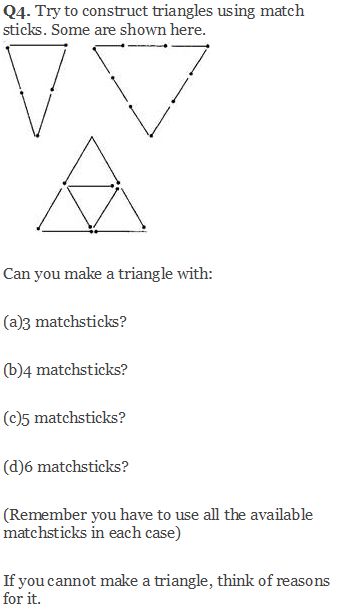 Q4. Try to construct triangles using match
sticks. Some are shown here.
Can you make a triangle with:
(a)3 matchsticks?
(b)4 matchsticks?
(c)5 matchsticks?
(d)6 matchsticks?
(Remember you have to use all the available
matchsticks in each case)
If you cannot make a triangle, think of reasons
for it.